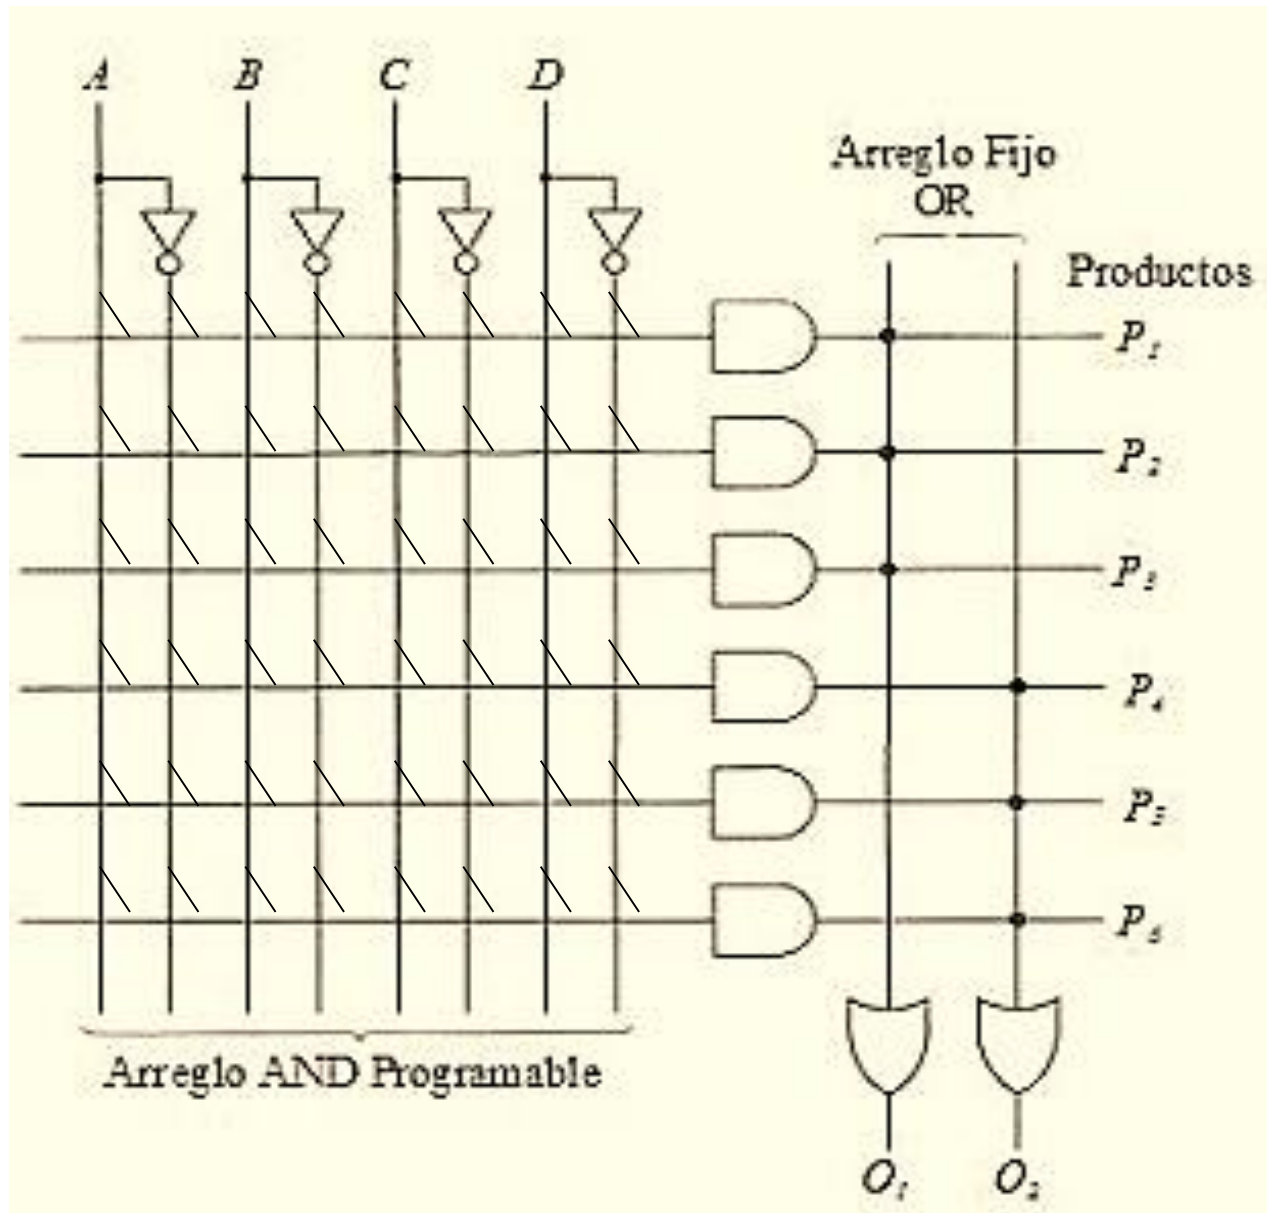 A B C D
Arreglo Fijo
OR
Productos
P₁
P₂
P₃
P₄
P₅
P₆
Arreglo AND Programable
O₁ O₂